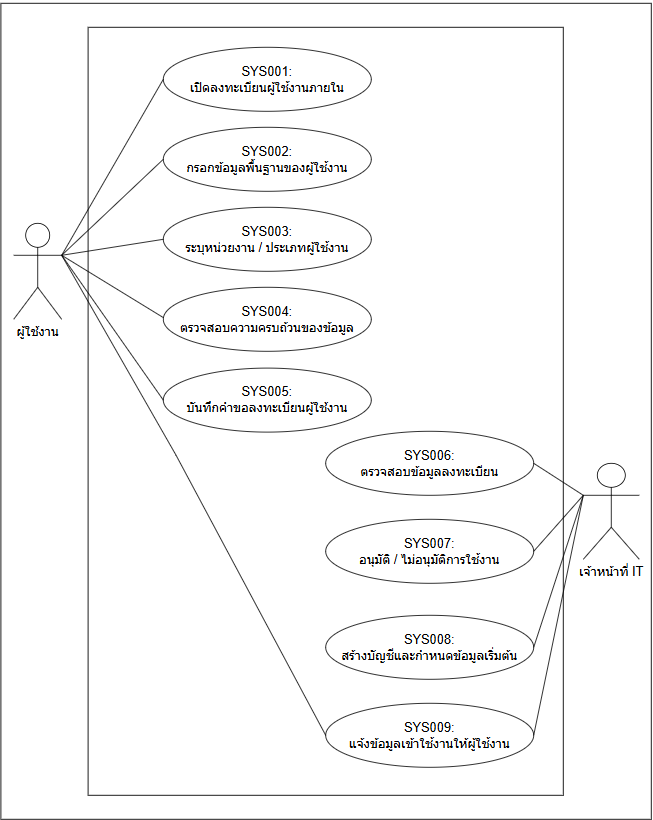 SYS001:
เปิดลงทะเบียนผู้ใช้งานภายใน
SYS002:
กรอกข้อมูลพื้นฐานของผู้ใช้งาน
SYS003:
ระบุหน่วยงาน / ประเภทผู้ใช้งาน
SYS004:
ตรวจสอบความครบถ้วนของข้อมูล
ผู้ใช้งาน
SYS005:
บันทึกคำขอลงทะเบียนผู้ใช้งาน
SYS006:
ตรวจสอบข้อมูลลงทะเบียน
SYS007:
อนุมัติ / ไม่อนุมัติการใช้งาน
เจ้าหน้าที่ IT
SYS008:
สร้างบัญชีและกำหนดข้อมูลเริ่มต้น
SYS009:
แจ้งข้อมูลเข้าใช้งานให้ผู้ใช้งาน